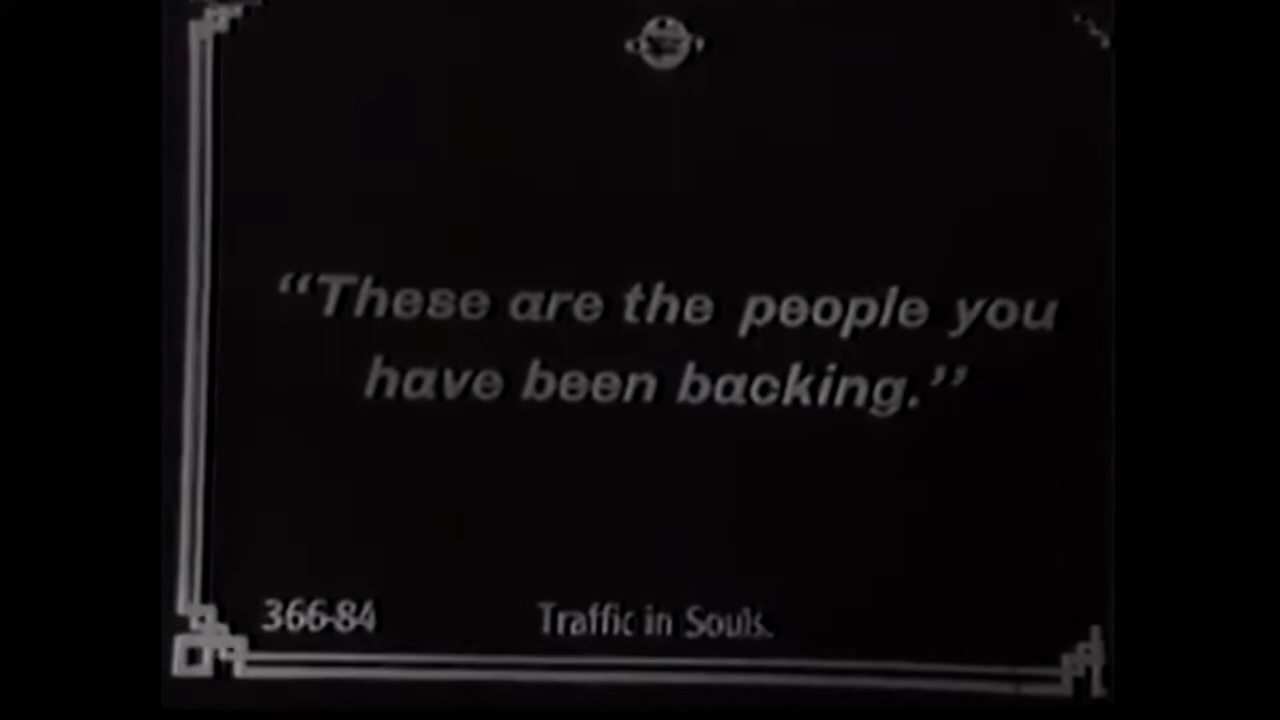 “These are the people you
have been backing.”
366-84
Traffic in Souls.